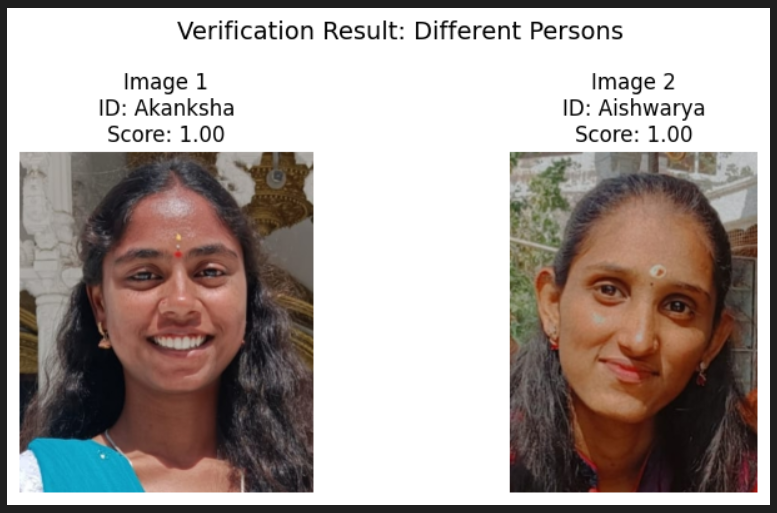 Verification Result: Different Persons
Image 1
ID: Akanksha
Score: 1.00
Image 2
ID: Aishwarya
Score: 1.00